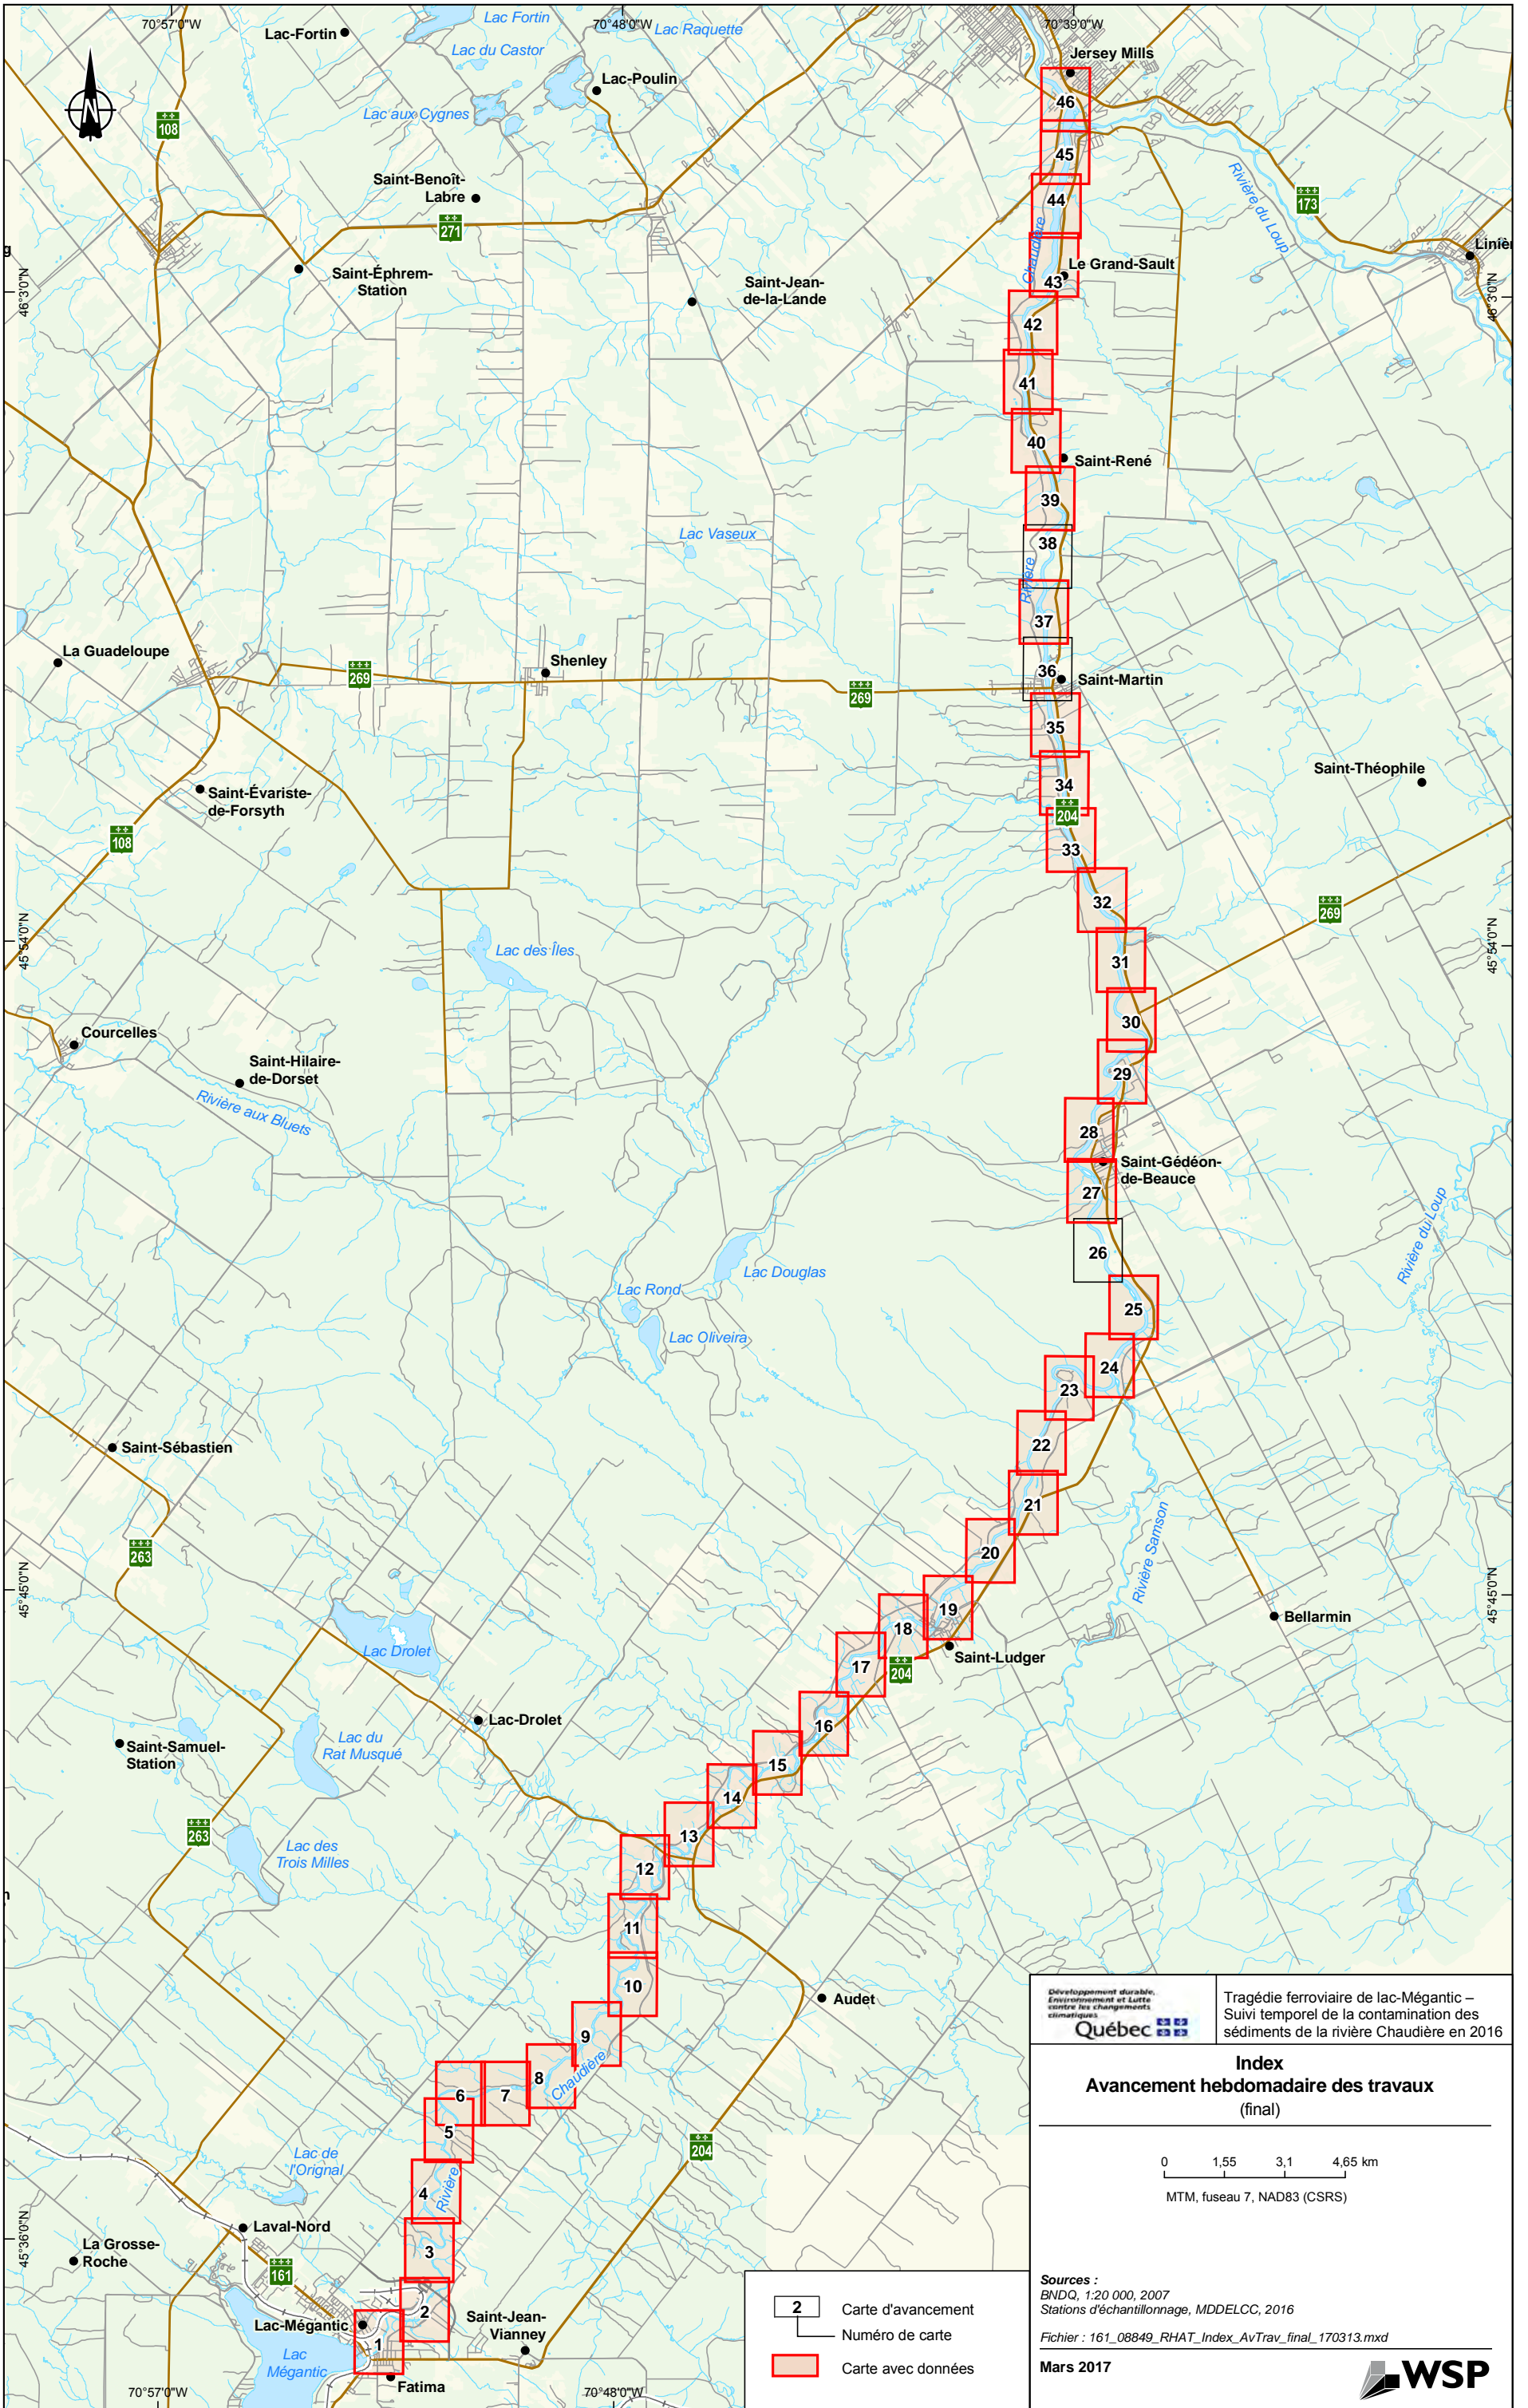 70°57'0"W
70°48'0"W
70°39'0"W
Lac-Fortin
Lac Fortin
Lac Raquette
Lac du Castor
Jersey Mills
Lac-Poulin
46
Lac aux Cygnes
108
45
Saint-Benoît-
Labre
44
Rivière du Loup
173
271
Chaudière
Linièr
g
Saint-Éphrem-
Station
Le Grand-Sault
43
Saint-Jean-
de-la-Lande
46°3'0"N
46°3'0"N
42
41
40
Saint-René
39
Lac Vaseux
38
Rivière
37
La Guadeloupe
Shenley
36
Saint-Martin
269
269
35
Saint-Théophile
34
Saint-Évariste-
de-Forsyth
204
108
33
32
269
45°54'0"N
45°54'0"N
Lac des Îles
31
30
Courcelles
Saint-Hilaire-
de-Dorset
29
Rivière aux Bluets
28
Saint-Gédéon-
de-Beauce
27
Rivière du Loup
26
Lac Douglas
Lac Rond
25
Lac Oliveira
24
23
22
Saint-Sébastien
21
263
20
Rivière Samson
45°45'0"N
45°45'0"N
19
Bellarmin
18
Lac Drolet
Saint-Ludger
17
204
Lac-Drolet
16
Saint-Samuel-
Station
Lac du
Rat Musqué
15
14
263
13
Lac des
Trois Milles
12
n
11
10
Audet
9
8
Chaudière
7
6
5
204
Lac de
l'Orignal
4
Rivière
Laval-Nord
45°36'0"N
La Grosse-
Roche
3
161
2
Lac-Mégantic
Saint-Jean-
Vianney
1
Lac
Mégantic
Fatima
70°57'0"W
70°48'0"W
2
Carte d'avancement
Numéro de carte
Carte avec données
Développement durable,
Environnement et Lutte
contre les changements
climatiques
Québec
Tragédie ferroviaire de lac-Mégantic –
Suivi temporel de la contamination des
sédiments de la rivière Chaudière en 2016
Index
Avancement hebdomadaire des travaux
(final)
0 1,55 3,1 4,65 km
MTM, fuseau 7, NAD83 (CSRS)
Sources :
BNDQ, 1:20 000, 2007
Stations d'échantillonnage, MDDELCC, 2016
Fichier : 161_08849_RHAT_Index_AvTrav_final_170313.mxd
Mars 2017
WSP
N